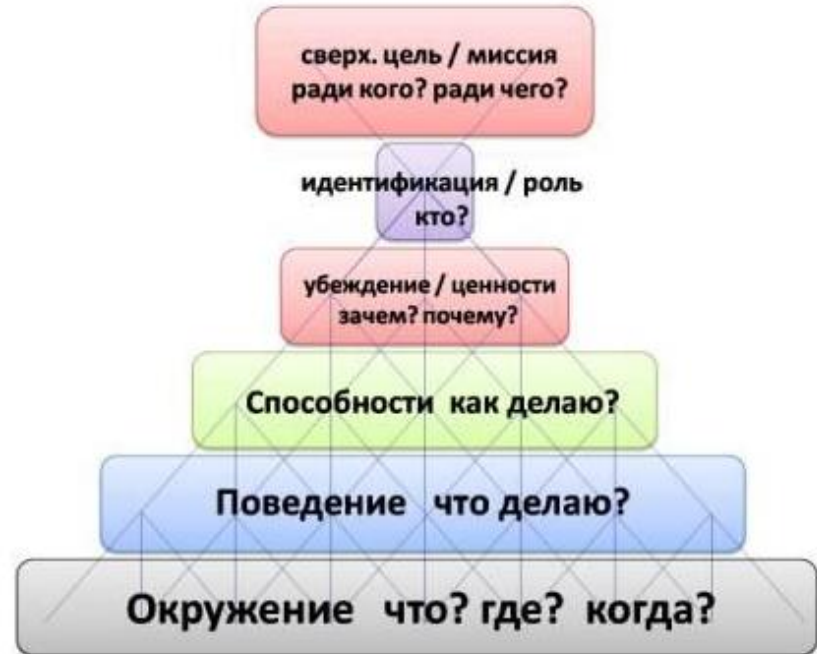 сверх. цель / миссия
ради кого? ради чего?
идентификация / роль
кто?
убеждение / ценности
зачем? почему?
Способности как делаю?
Поведение что делаю?
Окружение что? где? когда?